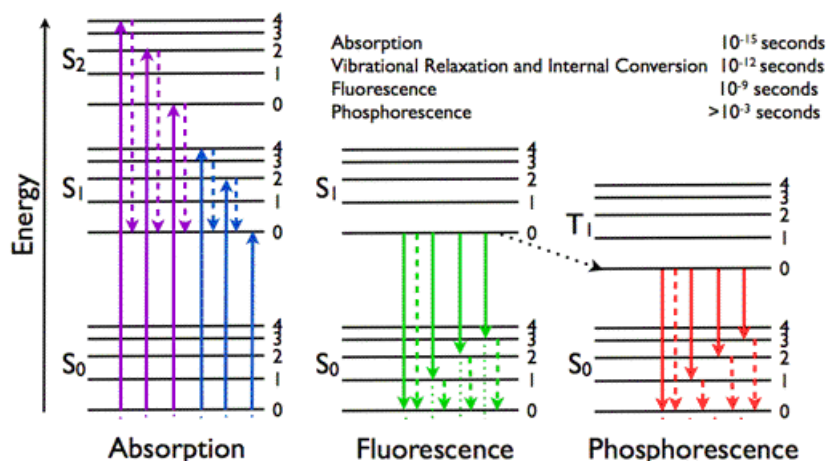 Energy
S2
4
3
2
1
0
S1
4
3
2
1
0
S0
4
3
2
1
0
Absorption
Absorption 10-15 seconds
Vibrational Relaxation and Internal Conversion 10-12 seconds
Fluorescence 10-9 seconds
Phosphorescence >10-3 seconds
S1
4
3
2
1
0
S0
4
3
2
1
0
Fluorescence
T1
4
3
2
1
0
S0
4
3
2
1
0
Phosphorescence